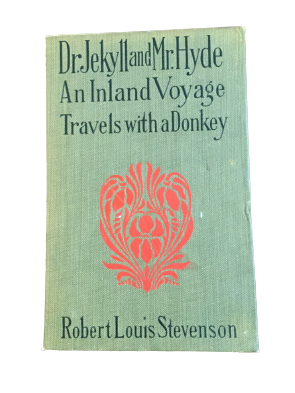 Dr. Jekyll and Mr. Hyde
An Inland Voyage
Travels with a Donkey
Robert Louis Stevenson